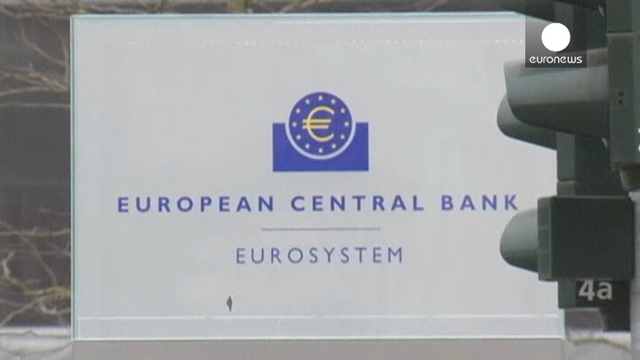 euronews
€
EUROPEAN CENTRAL BANK
EUROSYSTEM
4a